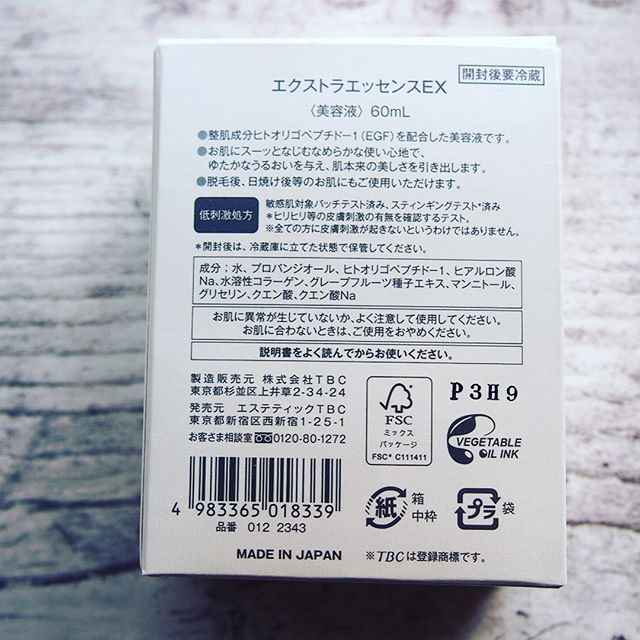 開封後要冷蔵
エクストラエッセンスEX
〈美容液〉60mL
●整肌成分ヒトオリゴペプチドー1(EGF)を配合した美容液です。
●お肌にスーッとなじむなめらかな使い心地で、
ゆたかなうるおいを与え、肌本来の美しさを引き出します。
●脱毛後、日焼け後等のお肌にもご使用いただけます。
低刺激処方
敏感肌対象パッチテスト済み、スティンギングテスト*済み
*ヒリヒリ等の皮膚刺激の有無を確認するテスト。
※全ての方に皮膚刺激が起きないというわけではありません。
*開封後は、冷蔵庫に立てた状態で保管してください。
成分:水、プロパンジオール、ヒトオリゴペプチドー1、ヒアルロン酸
Na、水溶性コラーゲン、グレープフルーツ種子エキス、マンニトール、
グリセリン、クエン酸、クエン酸Na
お肌に異常が生じていないか、よく注意して使用してください。
お肌に合わないときは、ご使用をおやめください。
説明書をよく読んでからお使いください。
製造販売元 株式会社TBC
東京都杉並区上井草2-34-24
発売元 エステティックTBC
東京都新宿区西新宿1-25-1
お客さま相談室 0120-80-1272
FSC
ミックス
パッケージ
FSC® C111411
P3H9
VEGETABLE
OIL INK
4 983365 018339
品番 012 2343
紙 箱
中枠
プラ 袋
MADE IN JAPAN
※TBCは登録商標です。